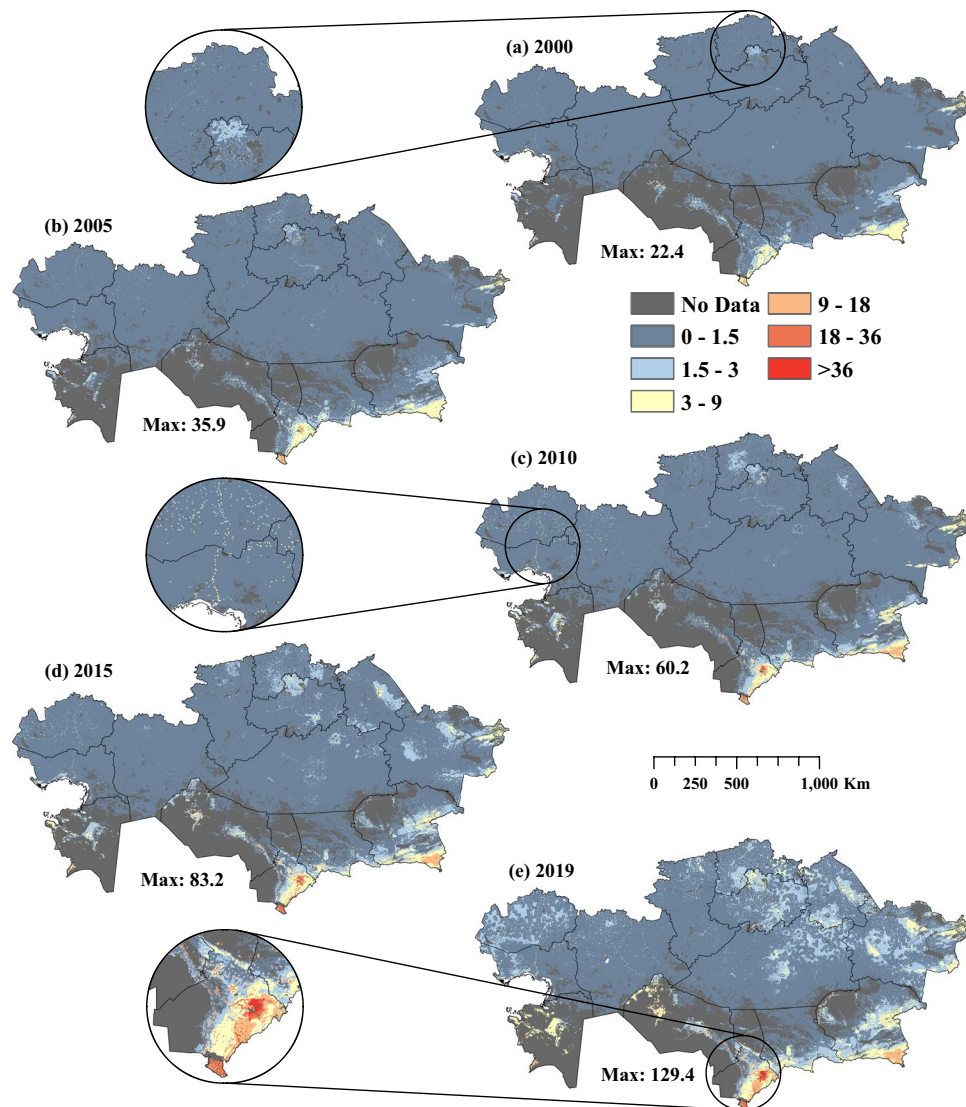 (a) 2000
(b) 2005
Max: 22.4
No Data
9 - 18
0 - 1.5
18 - 36
1.5 - 3
>36
3 - 9
Max: 35.9
(c) 2010
(d) 2015
Max: 60.2
0 250 500 1,000 Km
Max: 83.2
(e) 2019
Max: 129.4